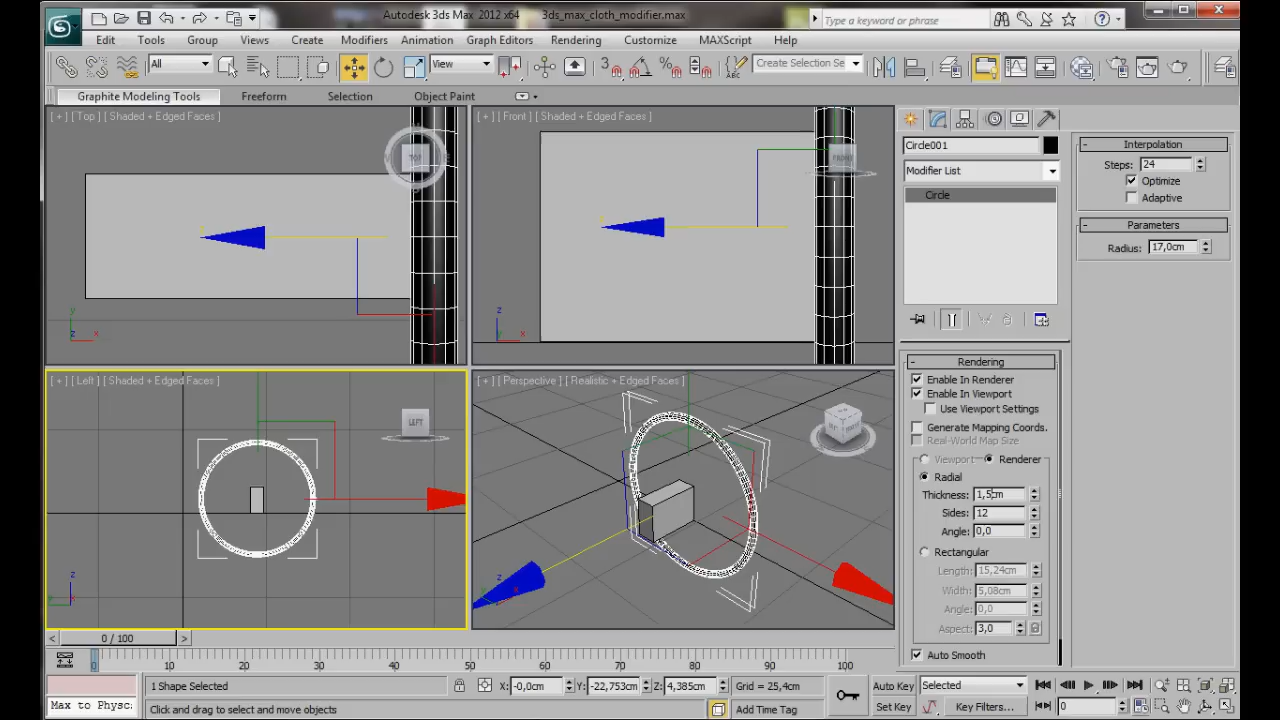 Autodesk 3ds Max 2012 x64 3ds_max_cloth_modifier.max
Type a keyword or phrase
Edit Tools Group Views Create Modifiers Animation Graph Editors Rendering Customize MAXScript Help
All View Create Selection Se
Graphite Modeling Tools Freeform Selection Object Paint
[ + ] [ Top ] [ Shaded + Edged Faces ]
TOP
[ + ] [ Front ] [ Shaded + Edged Faces ]
FRONT
y
z x
z
x
[ + ] [ Left ] [ Shaded + Edged Faces ]
LEFT
z
[ + ] [ Perspective ] [ Realistic + Edged Faces ]
Circle001
Modifier List
Circle
Rendering
Enable In Renderer
Enable In Viewport
Use Viewport Settings
Generate Mapping Coords.
Real-World Map Size
Viewport Renderer
Radial
Thickness: 1,5cm
Sides: 12
Angle: 0,0
Rectangular
Length: 15,24cm
Width: 5,08cm
Angle: 0,0
Aspect: 3,0
Auto Smooth
Interpolation
Steps: 24
Optimize
Adaptive
Parameters
Radius: 17,0cm
< 0 / 100 >
0 10 20 30 40 50 60 70 80 90 100
1 Shape Selected X: -0,0cm Y: -22,753cm Z: 4,385cm Grid = 25,4cm Auto Key Selected
Max to Physc: Click and drag to select and move objects Add Time Tag Set Key Key Filters... 0